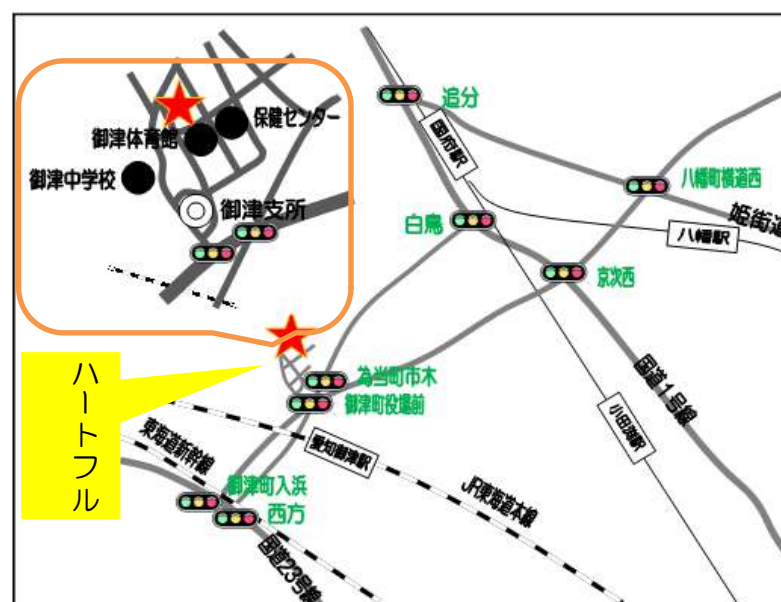 追分
国府駅
保健センター
御津体育館
御津中学校
八幡町横道西
御津支所
姫街道
白鳥
八幡駅
京次西
ハートフル
為当町市木
御津町役場前
国道1号線
小田渕駅
東海道新幹線
愛知御津駅
JR東海道本線
御津町入浜
西方
国道23号線